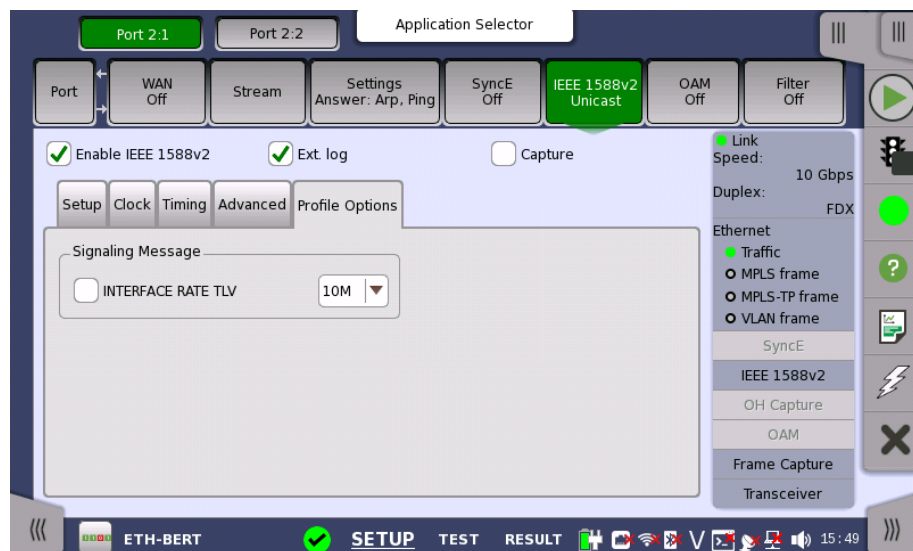 Application Selector
Port 2:1
Port 2:2
Port
WAN
Off
Stream
Settings
Answer: Arp, Ping
SyncE
Off
IEEE 1588v2
Unicast
OAM
Off
Filter
Off
Enable IEEE 1588v2
Ext. log
Capture
Setup
Clock
Timing
Advanced
Profile Options
Signaling Message
INTERFACE RATE TLV
10M
Link
Speed:
10 Gbps
Duplex:
FDX
Ethernet
Traffic
MPLS frame
MPLS-TP frame
VLAN frame
SyncE
IEEE 1588v2
OH Capture
OAM
Frame Capture
Transceiver
ETH-BERT
SETUP
TEST
RESULT
V
15:49